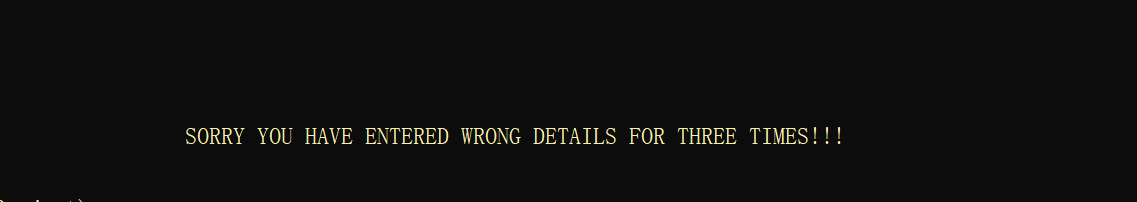 SORRY YOU HAVE ENTERED WRONG DETAILS FOR THREE TIMES!!!